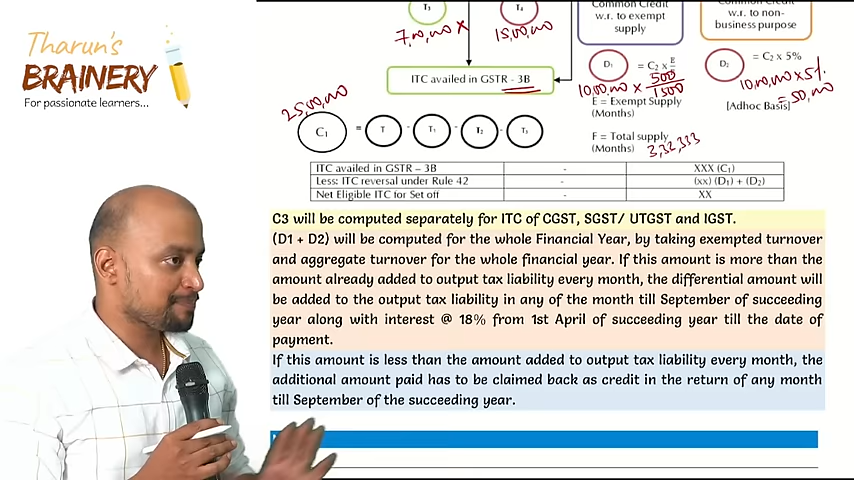 Tharun's
BRAINERY
For passionate learners...
T3
T4
7,00,000 ×
15,00,000
Common Credit
w.r. to exempt
supply
Common Credit
w.r. to non-
business purpose
ITC availed in GSTR - 3B
D1 = C2 x E/F
10,00,000 × 500/1500
D2 = C2 x 5%
10,00,000 × 5%
= 50,000
[Adhoc Basis]
E = Exempt Supply
(Months)
F = Total supply
(Months)
3,32,333
25,00,000
C1 = T - T1 - T2 - T3
ITC availed in GSTR – 3B - XXX (C1)
Less: ITC reversal under Rule 42 - (xx) (D1) + (D2)
Net Eligible ITC for Set off - XX
C3 will be computed separately for ITC of CGST, SGST/ UTGST and IGST.
(D1 + D2) will be computed for the whole Financial Year, by taking exempted turnover
and aggregate turnover for the whole financial year. If this amount is more than the
amount already added to output tax liability every month, the differential amount will
be added to the output tax liability in any of the month till September of succeeding
year along with interest @ 18% from 1st April of succeeding year till the date of
payment.
If this amount is less than the amount added to output tax liability every month, the
additional amount paid has to be claimed back as credit in the return of any month
till September of the succeeding year.